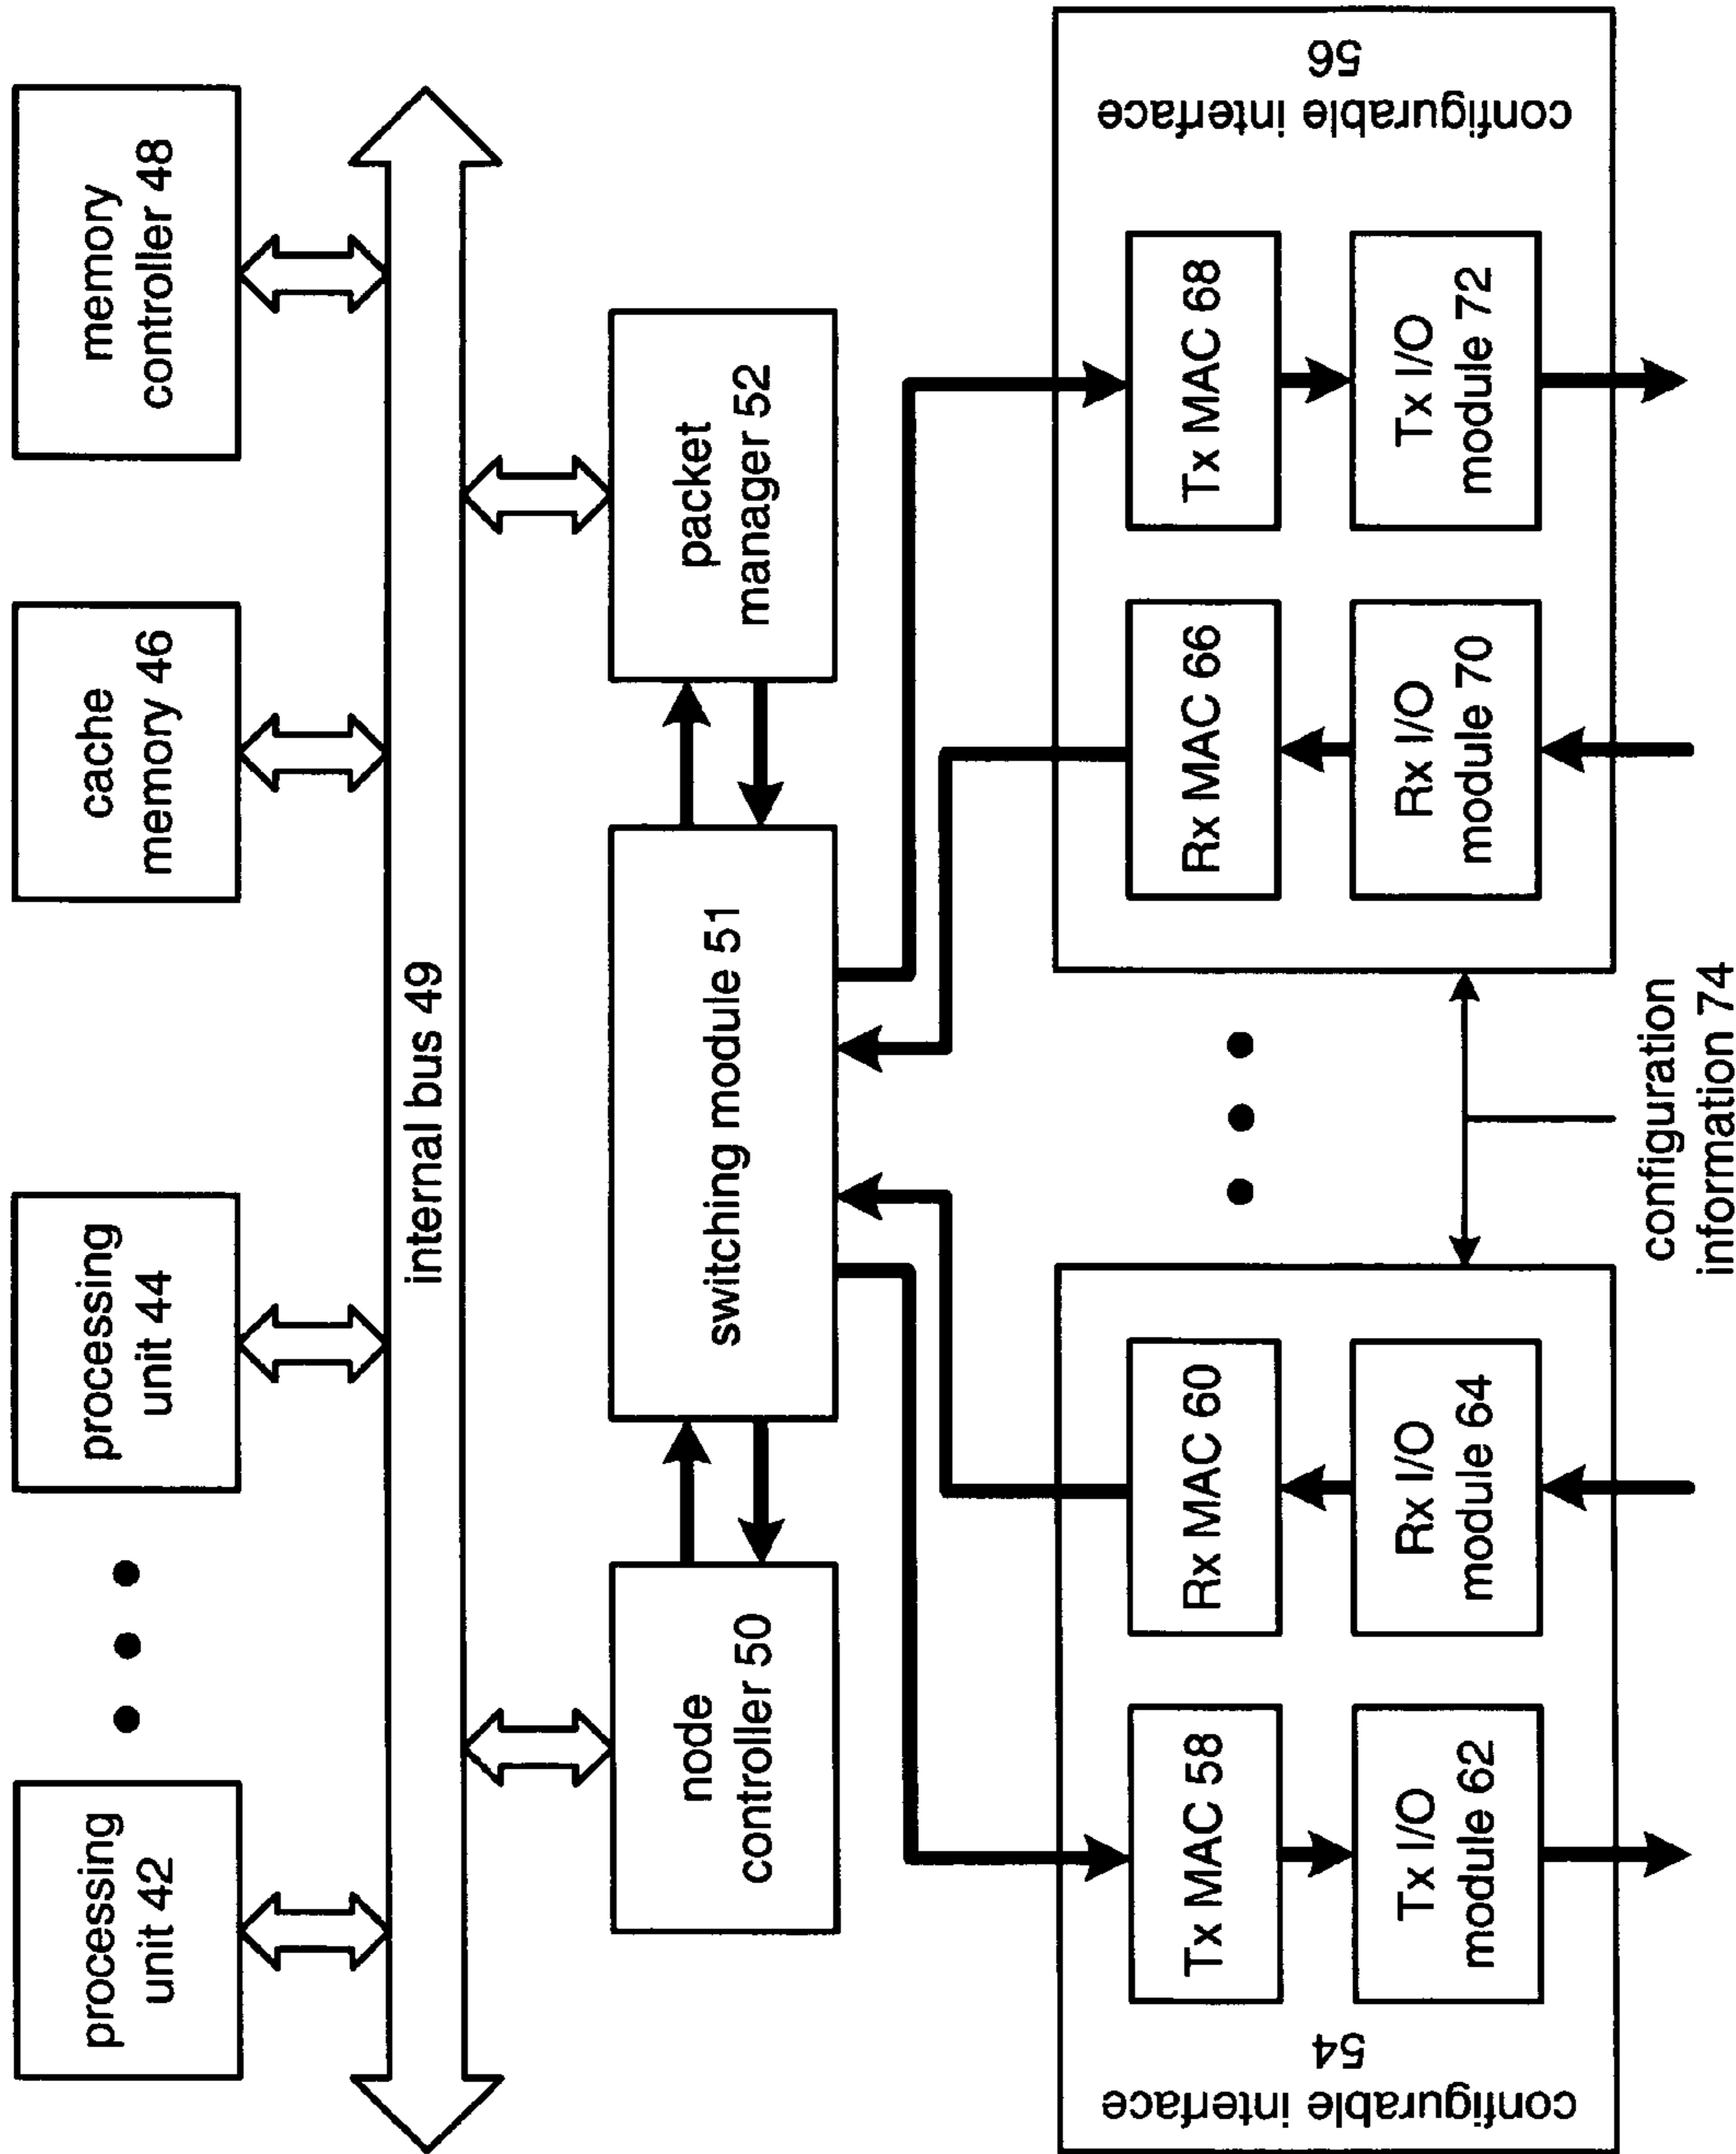 processing
unit 42
processing
unit 44
cache
memory 46
memory
controller 48
internal bus 49
node
controller 50
switching module 51
packet
manager 52
configurable interface
54
Tx MAC 58
Rx MAC 60
Tx I/O
module 62
Rx I/O
module 64
Rx MAC 66
Tx MAC 68
Rx I/O
module 70
Tx I/O
module 72
configurable interface
56
configuration
information 74